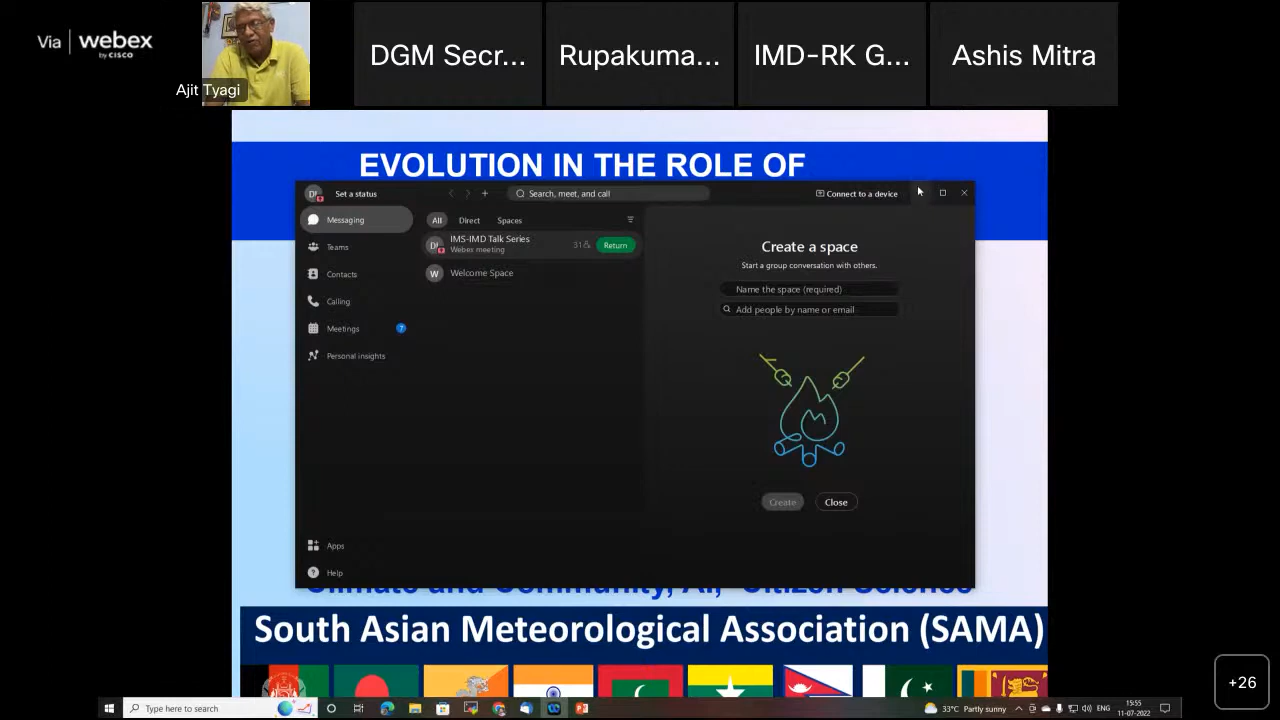 Via webex
by CISCO
Ajit Tyagi
DGM Secr...
Rupakuma...
IMD-RK G...
Ashis Mitra
EVOLUTION IN THE ROLE OF
Set a status
Search, meet, and call
Connect to a device
Messaging
Teams
Contacts
Calling
Meetings
7
Personal insights
Apps
Help
All Direct Spaces
IMS-IMD Talk Series
Webex meeting
31
Return
W
Welcome Space
Create a space
Start a group conversation with others.
Name the space (required)
Add people by name or email
Create Close
Climate and Community, AI, Citizen Science
South Asian Meteorological Association (SAMA)
+26
Type here to search
33°C Partly sunny
ENG
15:55
11-07-2022